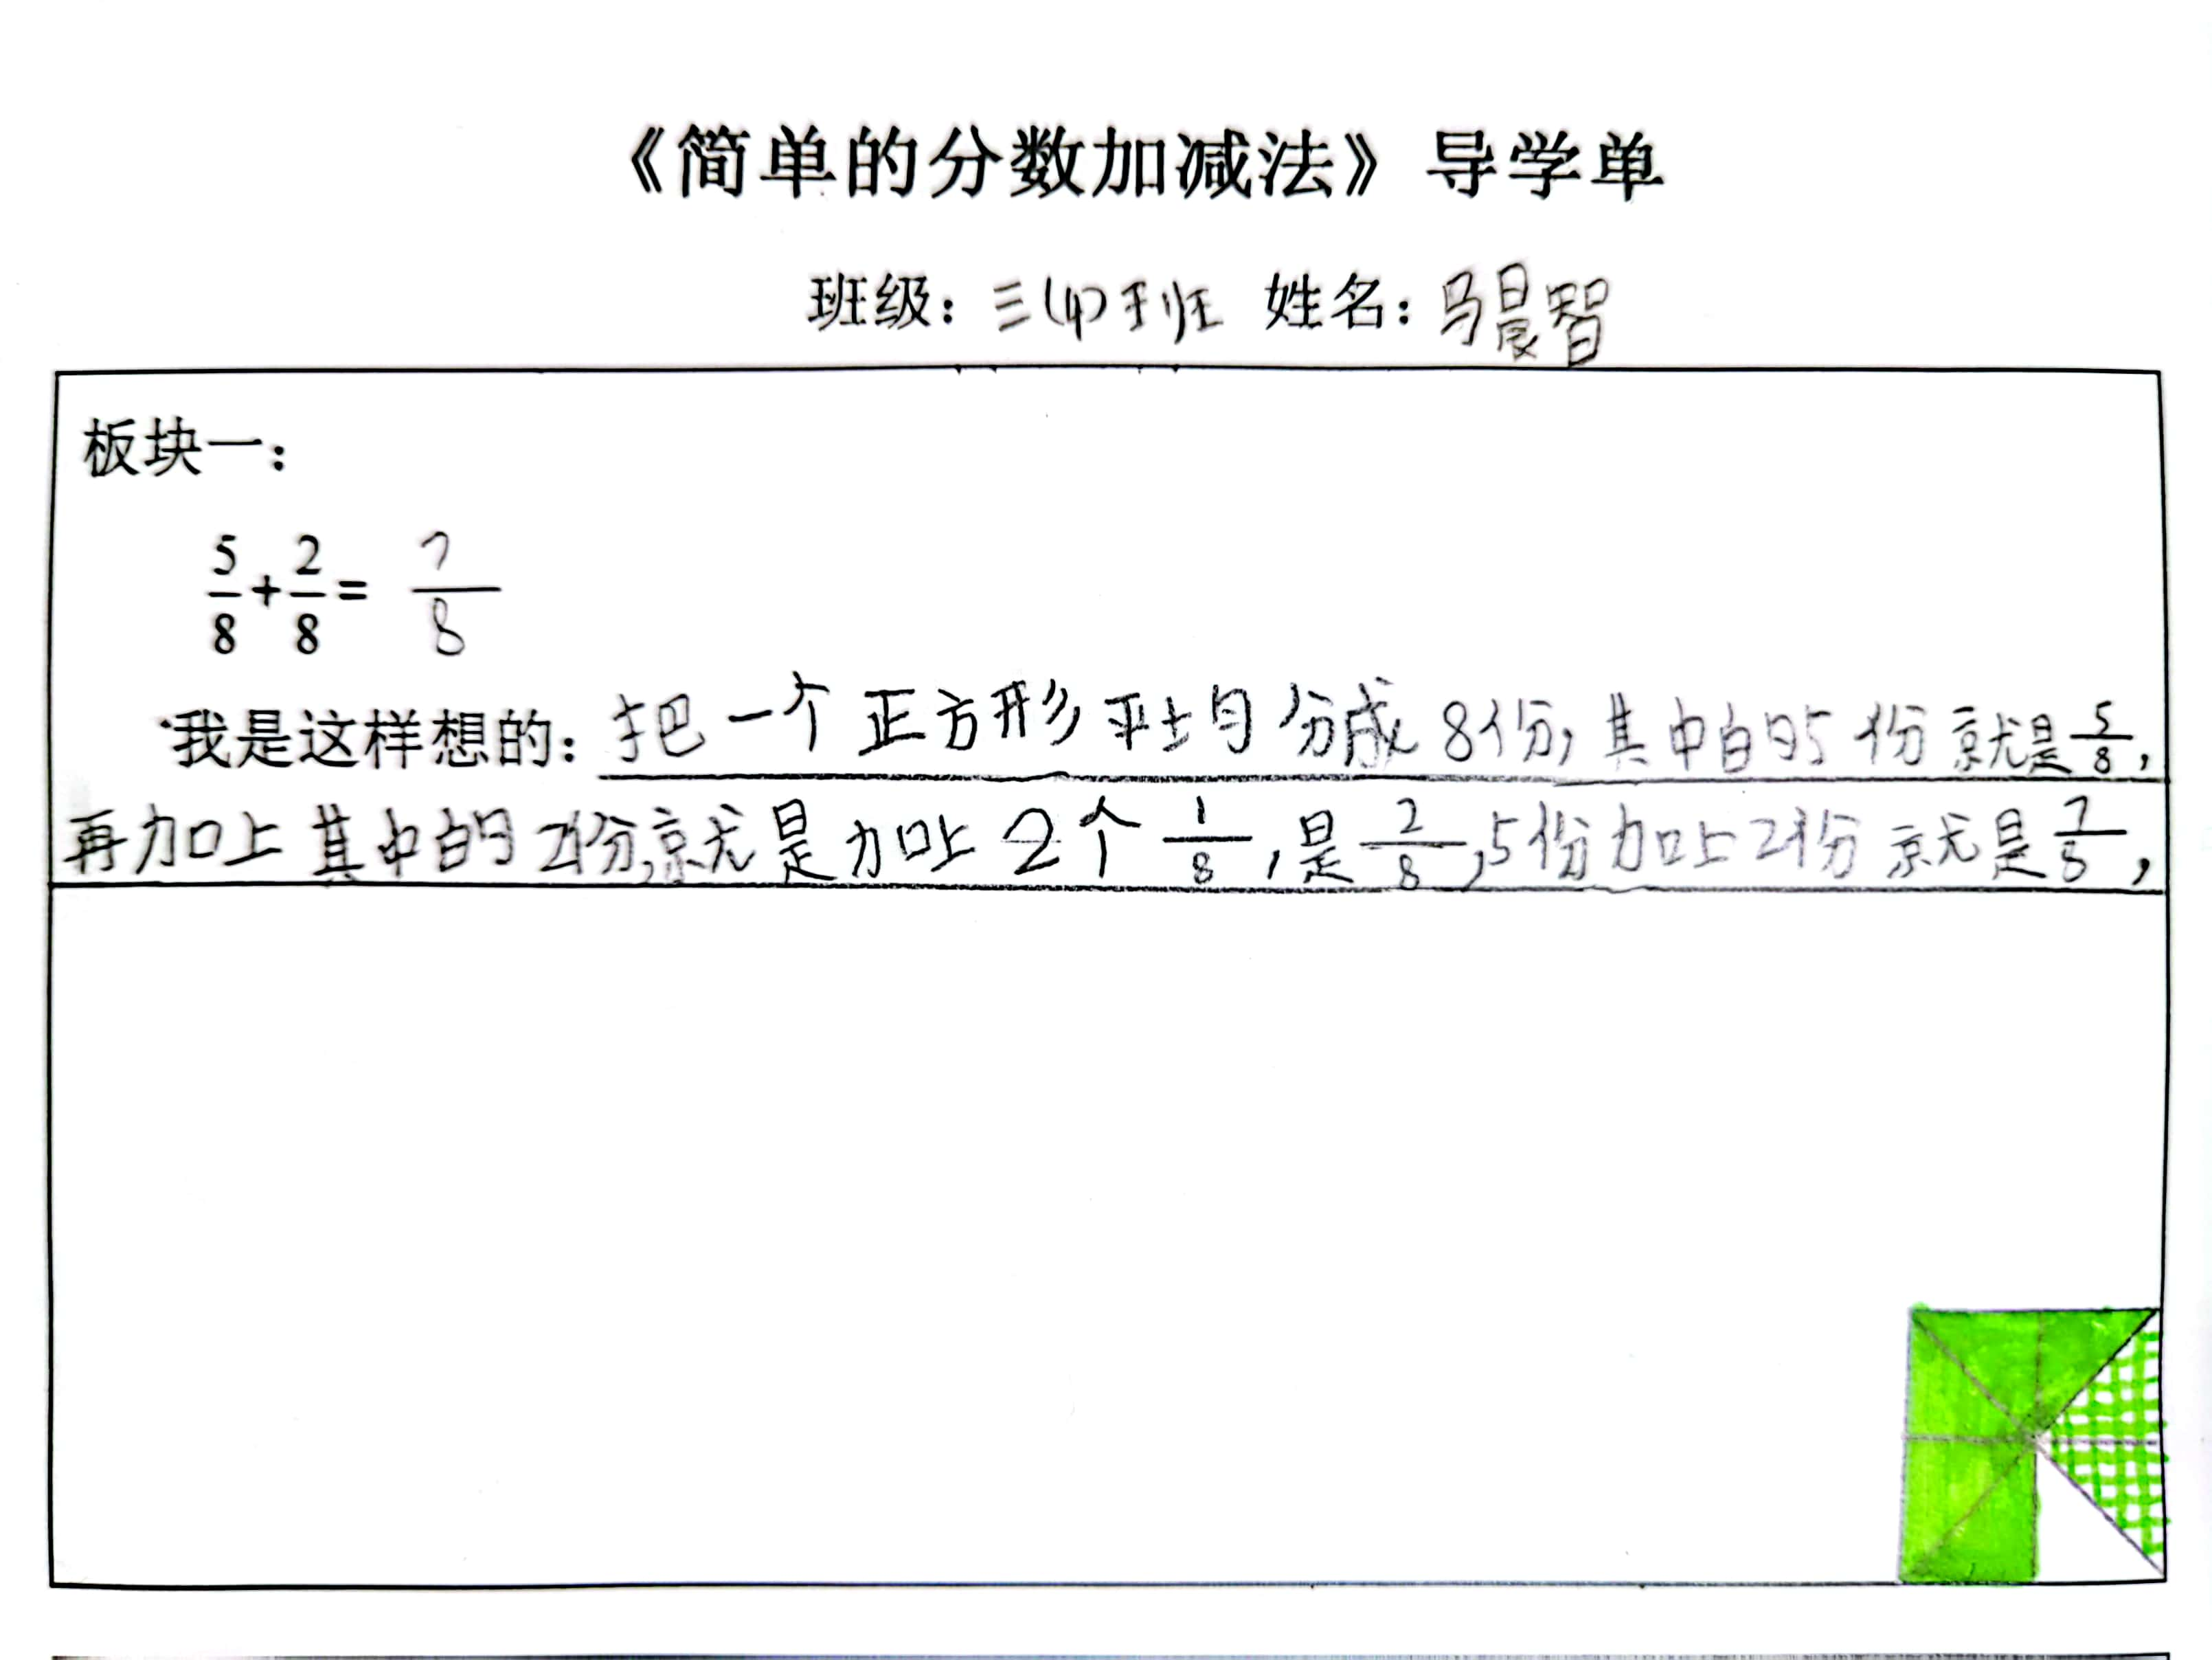 《简单的分数加减法》导学单
班级：三(4)班 姓名：马晨智
板块一：
5/8+2/8= 7/8
我是这样想的：把一个正方形平均分成8份，其中的5份就是5/8，
再加上其中的2份，就是加上2个1/8，是2/8，5份加上2份就是7/8，